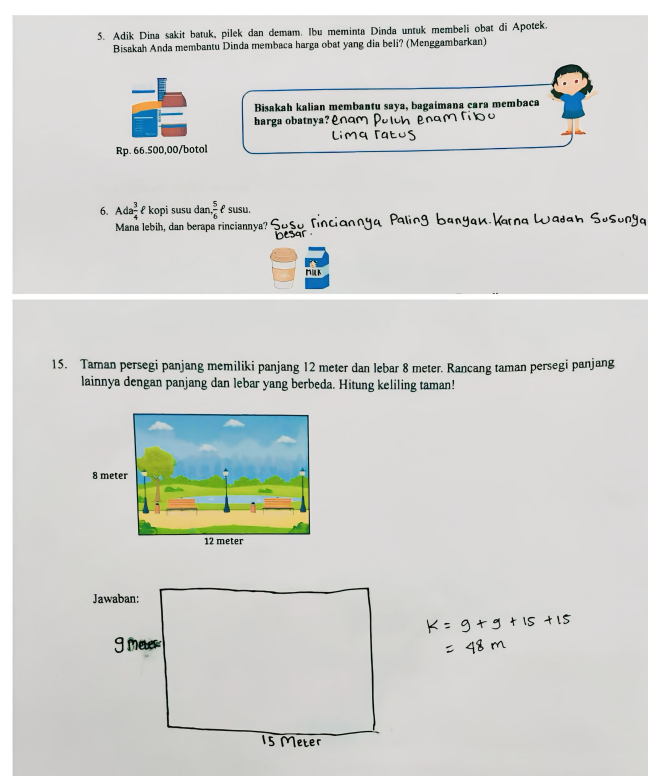 5. Adik Dina sakit batuk, pilek dan demam. Ibu meminta Dinda untuk membeli obat di Apotek.
Bisakah Anda membantu Dinda membaca harga obat yang dia beli? (Menggambarkan)
Bisakah kalian membantu saya, bagaimana cara membaca
harga obatnya? enam Puluh enam ribu
Lima ratus
Rp. 66.500,00/botol
6. Ada 3/4 ℓ kopi susu dan, 5/6 ℓ susu.
Mana lebih, dan berapa rinciannya? Susu rinciannya Paling banyak. Karna wadah Susunya
besar.
MILK
15. Taman persegi panjang memiliki panjang 12 meter dan lebar 8 meter. Rancang taman persegi panjang
lainnya dengan panjang dan lebar yang berbeda. Hitung keliling taman!
8 meter
12 meter
Jawaban:
K = 9 + 9 + 15 + 15
= 48 m
9 meter
15 Meter